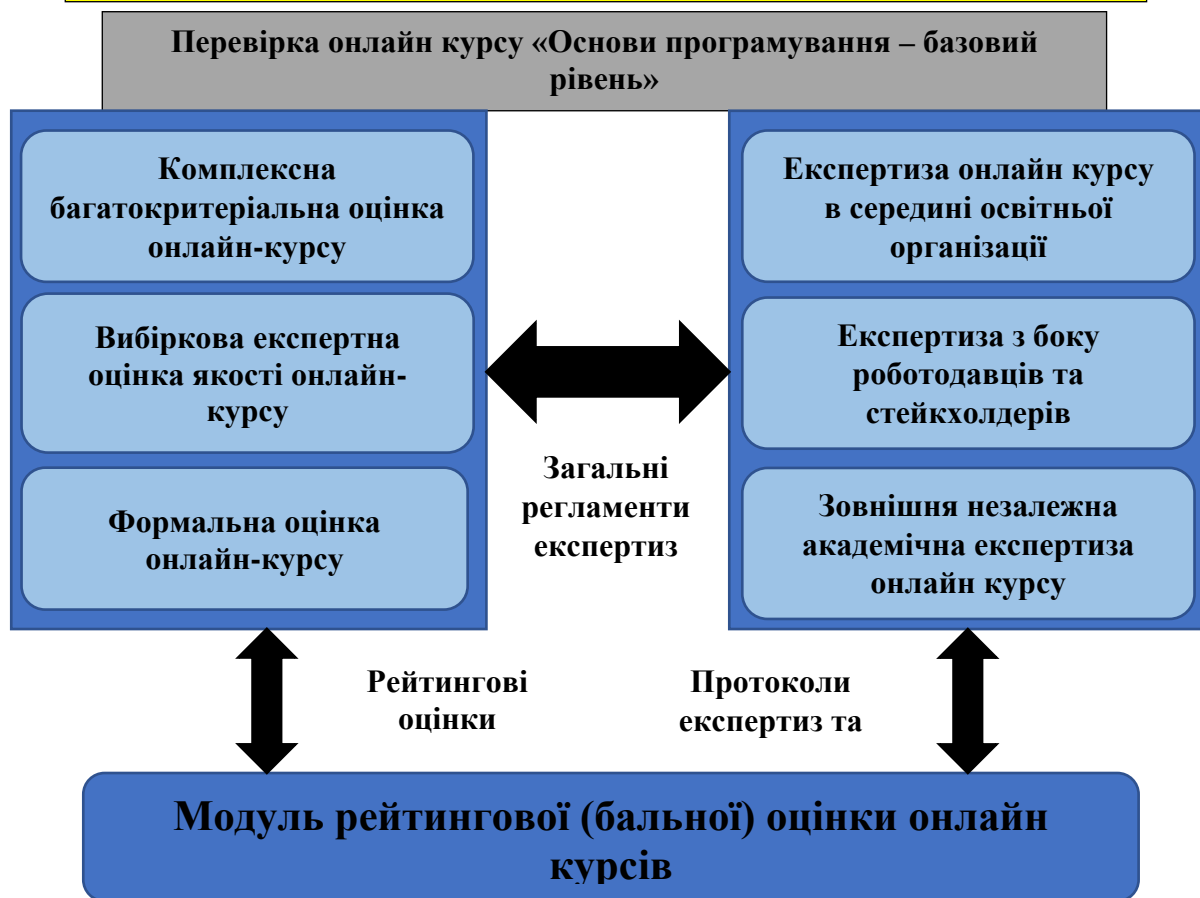 Перевірка онлайн курсу «Основи програмування – базовий
рівень»
Комплексна
багатокритеріальна оцінка
онлайн-курсу
Вибіркова експертна
оцінка якості онлайн-
курсу
Формальна оцінка
онлайн-курсу
Загальні
регламенти
експертиз
Експертиза онлайн курсу
в середині освітньої
організації
Експертиза з боку
роботодавців та
стейкхолдерів
Зовнішня незалежна
академічна експертиза
онлайн курсу
Рейтингові
оцінки
Протоколи
експертиз та
Модуль рейтингової (бальної) оцінки онлайн
курсів